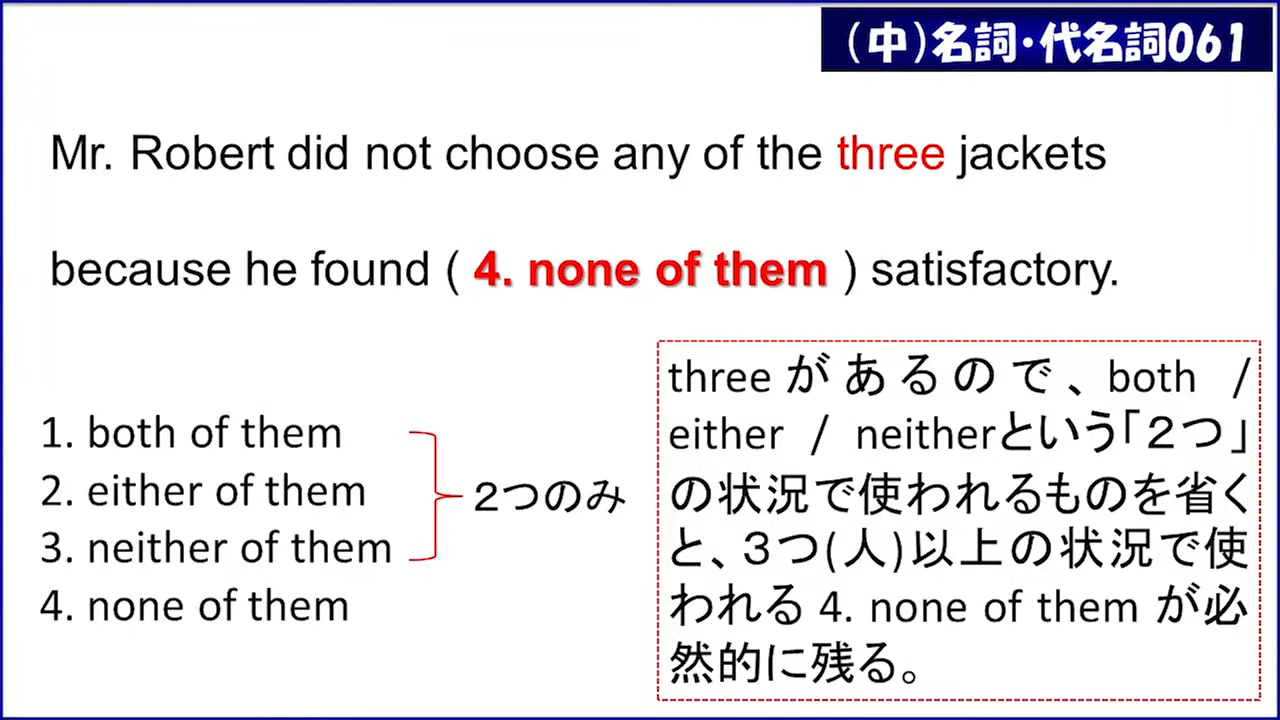 （中）名詞・代名詞061
Mr. Robert did not choose any of the three jackets
because he found ( 4. none of them ) satisfactory.
1. both of them
2. either of them
3. neither of them
4. none of them
２つのみ
three があるので、both /
either / neitherという「２つ」
の状況で使われるものを省く
と、３つ(人)以上の状況で使
われる 4. none of them が必
然的に残る。